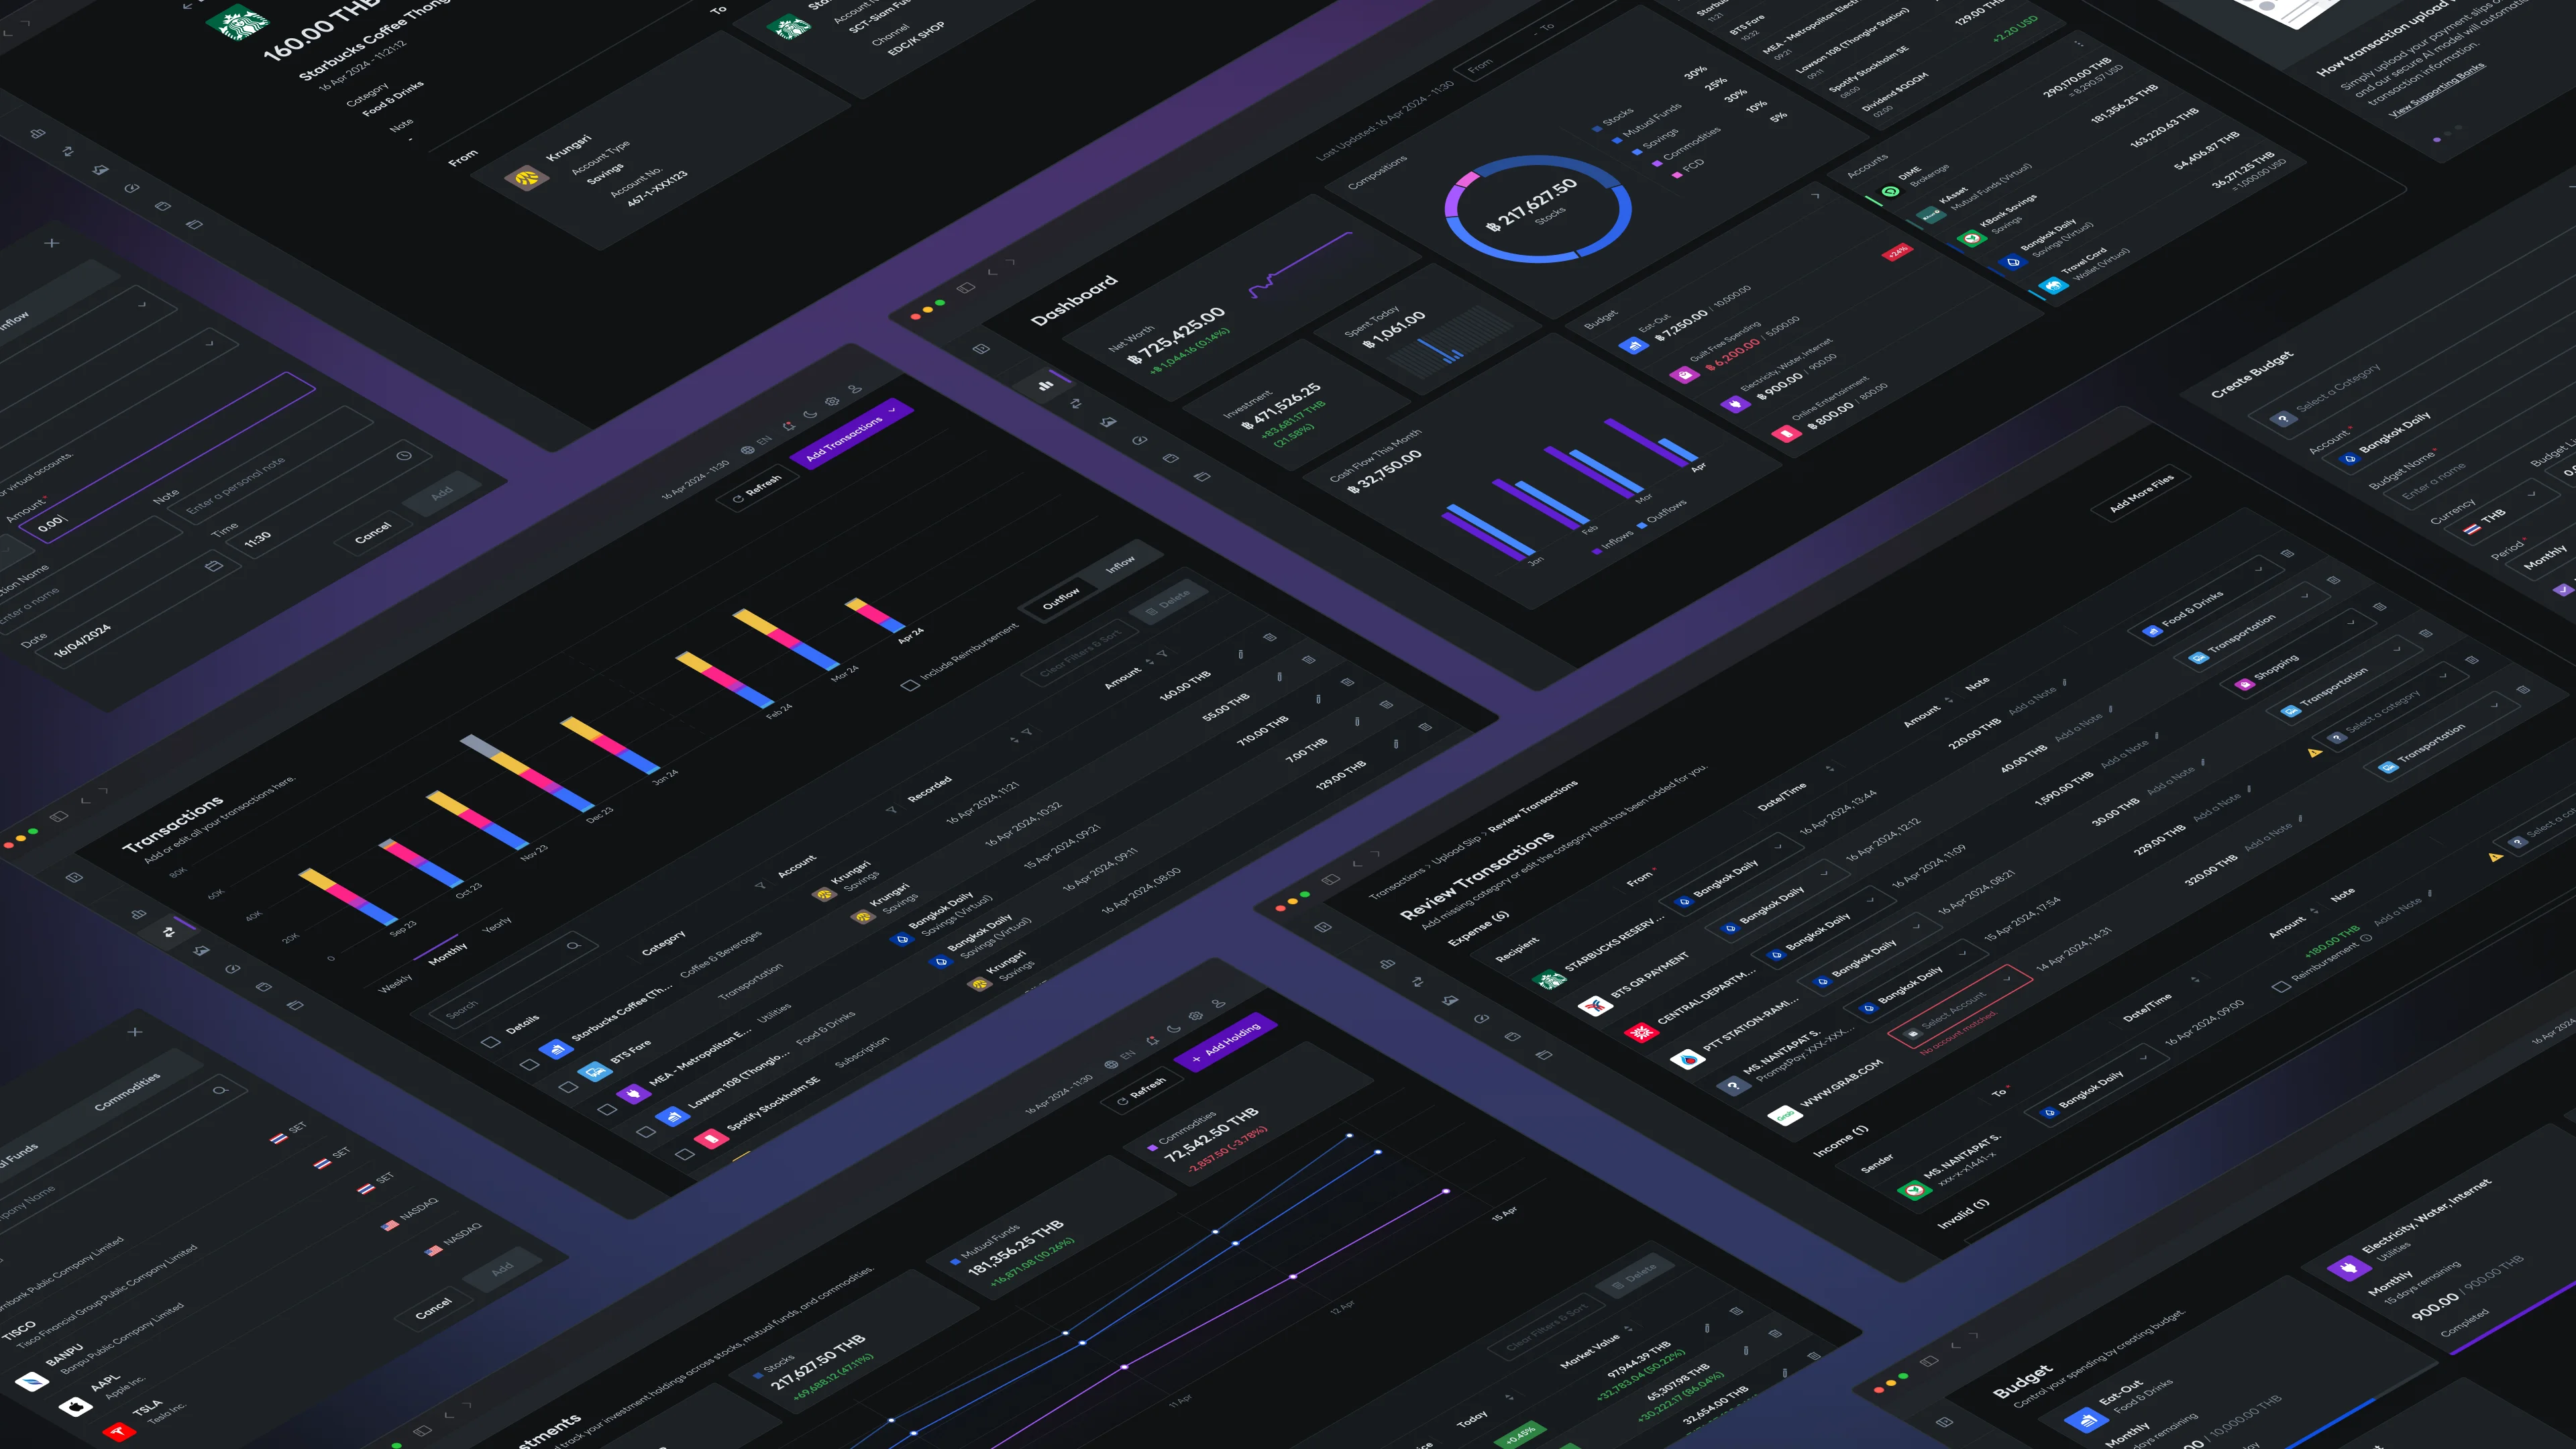 160.00 THB
Starbucks Coffee Thong
16 Apr 2024 - 11:21:12
Category
Food & Drinks
Note
-
From
Krungsri
Account Type
Savings
Account No.
467-1-XXX123
To
SCT-Siam Fu
Channel
EDC/K SHOP
Inflow
or virtual accounts.
Amount*
0.00
Note
Enter a personal note
Name
Enter a name
Date
16/04/2024
Time
11:30
Cancel
Add
Dashboard
Last Updated: 16 Apr 2024 - 11:30
From
- To
Net Worth
฿ 725,425.00
+฿ 1,044.16 (0.14%)
Investment
฿ 471,526.25
+83,681.17 THB
(21.58%)
Spent Today
฿ 1,061.00
Cash Flow This Month
฿ 32,750.00
Jan
Feb
Mar
Apr
Inflows
Outflows
Compositions
฿ 217,627.50
Stocks
Stocks
30%
Mutual Funds
25%
Savings
30%
Commodities
10%
FCD
5%
Budget
+24%
Eat-Out
฿ 7,250.00 / 10,000.00
Guilt Free Spending
฿ 6,200.00 / 5,000.00
Electricity, Water, Internet
฿ 900.00 / 900.00
Online Entertainment
฿ 800.00 / 800.00
11:21
BTS Fare
10:32
MEA - Metropolitan Elect
09:21
Lawson 108 (Thonglor Station)
09:11
Spotify Stockholm SE
08:00
129.00 THB
Dividend $QQQM
02:00
+2.20 USD
Accounts
DIME
Brokerage
290,170.00 THB
≈ 8,290.57 USD
KAsset
Mutual Funds (Virtual)
181,356.25 THB
KBank Savings
Savings
163,220.63 THB
Bangkok Daily
Savings (Virtual)
54,406.87 THB
Travel Card
Wallet (Virtual)
36,271.25 THB
≈ 1,000.00 USD
How transaction upload
Simply upload your payment slips
and our secure AI model will automa
transaction information.
View Supporting Banks
Create Budget
Select a Category
Account*
Bangkok Daily
Budget Name*
Enter a name
Currency
THB
Budget Li
0.0
Period*
Monthly
Transactions
Add or edit all your transactions here.
16 Apr 2024 - 11:30
EN
Refresh
Add Transactions
80K
60K
40K
20K
0
Sep 23
Oct 23
Nov 23
Dec 23
Jan 24
Feb 24
Mar 24
Apr 24
Weekly
Monthly
Yearly
Include Reimbursement
Outflow
Inflow
Search
Clear Filters & Sort
Delete
Details
Category
Account
Recorded
Amount
Starbucks Coffee (Th...
Coffee & Beverages
Krungsri
Savings
16 Apr 2024, 11:21
160.00 THB
BTS Fare
Transportation
Krungsri
Savings
16 Apr 2024, 10:32
55.00 THB
MEA - Metropolitan E...
Utilities
Bangkok Daily
Savings (Virtual)
15 Apr 2024, 09:21
710.00 THB
Lawson 108 (Thonglo...
Food & Drinks
Bangkok Daily
Savings (Virtual)
16 Apr 2024, 09:11
7.00 THB
Spotify Stockholm SE
Subscription
Krungsri
Savings
16 Apr 2024, 08:00
129.00 THB
Transactions > Upload Slip > Review Transactions
Review Transactions
Add missing category or edit the category that has been added for you.
Add More Files
Expense (6)
Recipient
From*
Date/Time
Amount
Note
STARBUCKS RESERV...
Bangkok Daily
16 Apr 2024, 13:44
220.00 THB
Add a Note
Food & Drinks
BTS QR PAYMENT
Bangkok Daily
16 Apr 2024, 12:12
40.00 THB
Add a Note
Transportation
CENTRAL DEPARTM...
Bangkok Daily
16 Apr 2024, 11:09
1,590.00 THB
Add a Note
Shopping
PTT STATION-RAMI...
Bangkok Daily
16 Apr 2024, 08:21
30.00 THB
Add a Note
Transportation
MS. NANTAPAT S.
PromptPay: XXX-XX...
Bangkok Daily
15 Apr 2024, 17:54
229.00 THB
Add a Note
Select a category
WWW.GRAB.COM
Select Account
No account matched.
14 Apr 2024, 14:31
320.00 THB
Add a Note
Transportation
Income (1)
Sender
To*
Date/Time
Amount
Note
MS. NANTAPAT S.
xxx-x-x1441-x
Bangkok Daily
16 Apr 2024, 09:00
+180.00 THB
Reimbursement
Add a Note
Select a ca
Invalid (1)
16 Apr 2024
Commodities
al Funds
pany Name
SET
SET
SET
NASDAQ
NASDAQ
nbank Public Company Limited
TISCO
Tisco Financial Group Public Company Limited
BANPU
Banpu Public Company Limited
AAPL
Apple Inc.
TSLA
Tesla Inc.
Cancel
Add
stments
d track your investment holdings across stocks, mutual funds, and commodities.
16 Apr 2024 - 11:30
EN
Refresh
+ Add Holding
Stocks
217,627.50 THB
+69,688.12 (47.11%)
Mutual Funds
181,356.25 THB
+16,871.08 (10.26%)
Commodities
72,542.50 THB
-2,857.50 (-3.78%)
11 Apr
12 Apr
15 Apr
Clear Filters & Sort
Delete
Today
Market Value
+0.45%
97,944.39 THB
+32,783.04 (50.22%)
65,307.98 THB
+30,222.17 (86.04%)
32,654.00 THB
Budget
Control your spending by creating budget.
Eat-Out
Food & Drinks
Monthly
days remaining
/ 10,000.00 THB
Electricity, Water, Internet
Utilities
Monthly
15 days remaining
900.00 / 900.00 THB
Completed